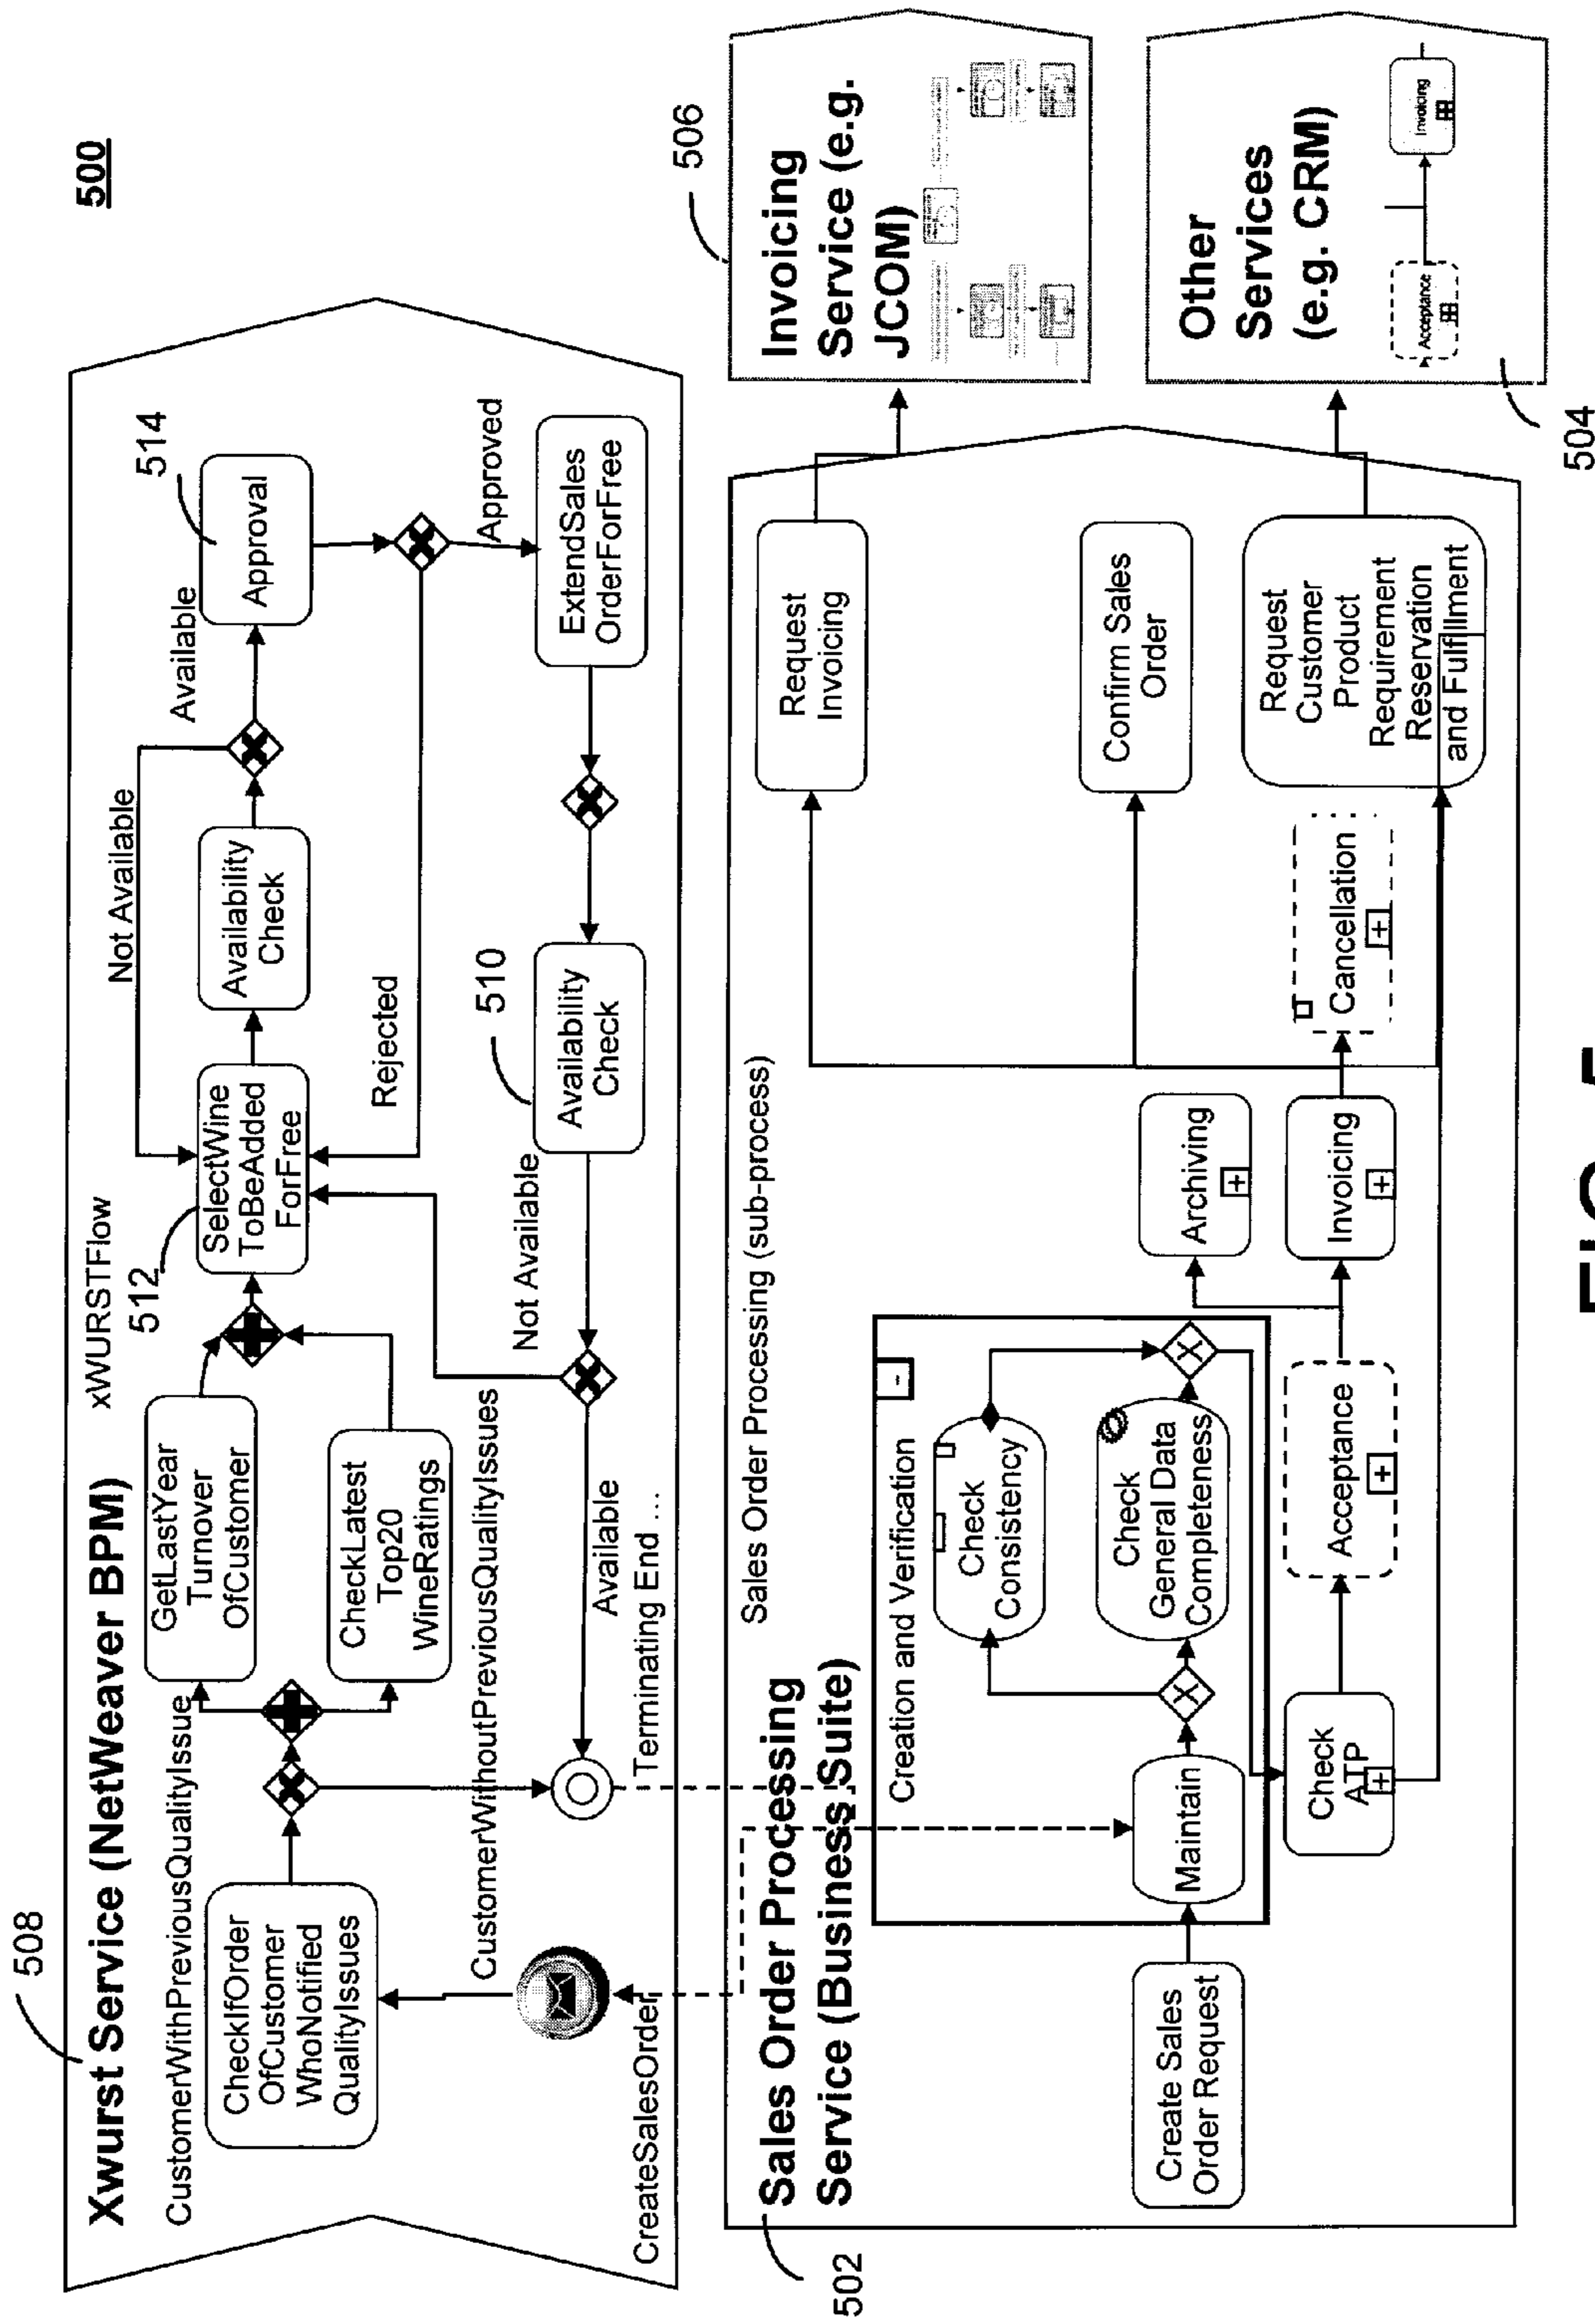 500
508
Xwurst Service (NetWeaver BPM)
xWURSTFlow
CustomerWithPreviousQualityIssue
CheckIfOrder
OfCustomer
WhoNotified
QualityIssues
GetLastYear
Turnover
OfCustomer
CheckLatest
Top20
WineRatings
512
SelectWine
ToBeAdded
ForFree
Not Available
Availability
Check
Available
514
Approval
Rejected
Approved
ExtendSales
OrderForFree
510
Availability
Check
Not Available
Available
CustomerWithoutPreviousQualityIssues
Terminating End ...
CreateSalesOrder
502
Sales Order Processing
Service (Business Suite)
Sales Order Processing (sub-process)
Create Sales
Order Request
Creation and Verification
Maintain
X
Check
Consistency
Check
General Data
Completeness
X
Check
ATP
Acceptance
Archiving
Invoicing
Cancellation
Request
Invoicing
Confirm Sales
Order
Request
Customer
Product
Requirement
Reservation
and Fulfillment
506
Invoicing
Service (e.g.
JCOM)
Other
Services
(e.g. CRM)
Acceptance
Invoicing
504